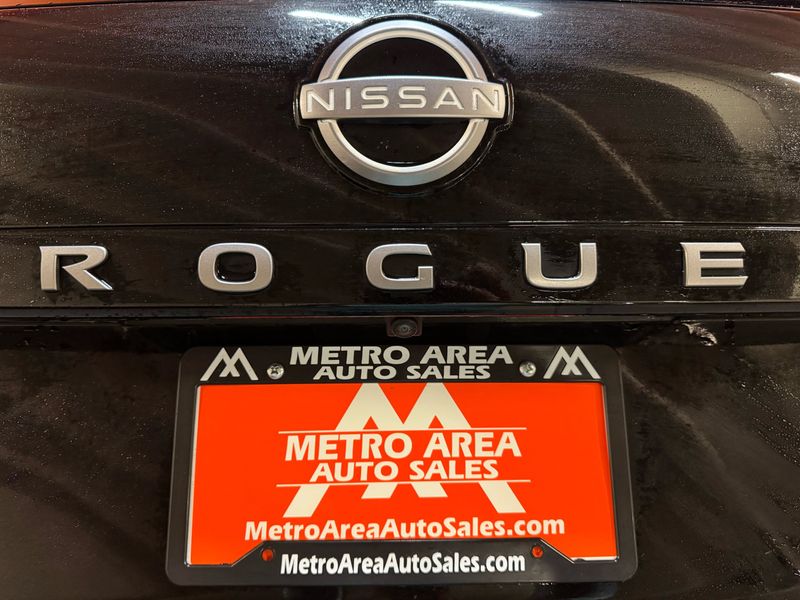 NISSAN
ROGUE
METRO AREA
AUTO SALES
METRO AREA
AUTO SALES
MetroAreaAutoSales.com
MetroAreaAutoSales.com